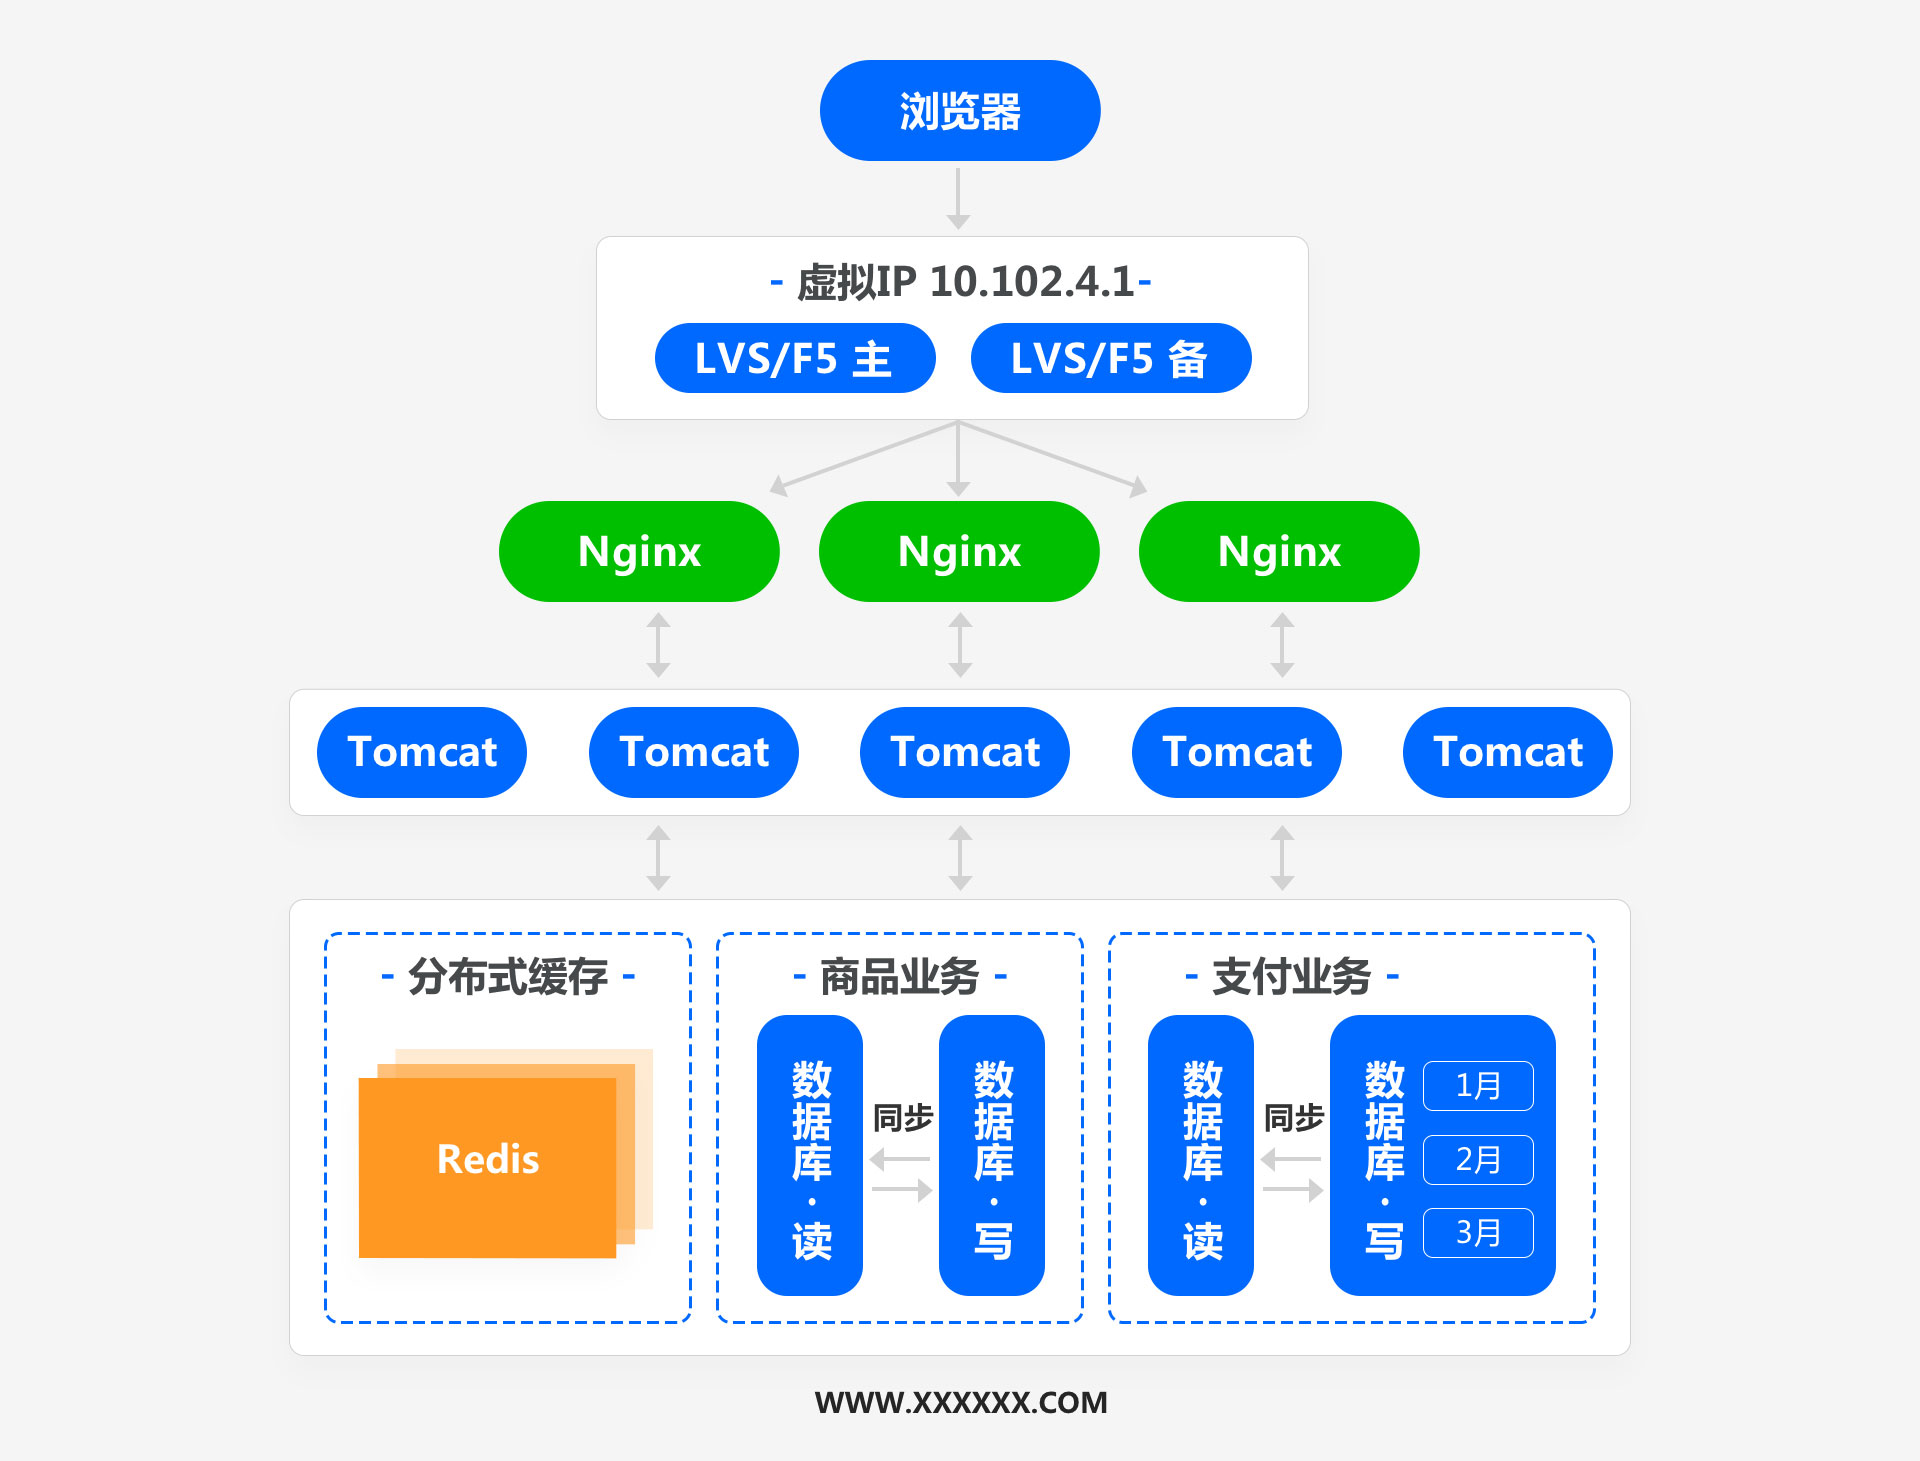 浏览器
- 虚拟IP 10.102.4.1-
LVS/F5 主
LVS/F5 备
Nginx
Nginx
Nginx
Tomcat
Tomcat
Tomcat
Tomcat
Tomcat
- 分布式缓存 -
Redis
- 商品业务 -
数据库·读
同步
数据库·写
- 支付业务 -
数据库·读
同步
数据库·写
1月
2月
3月
WWW.XXXXXX.COM